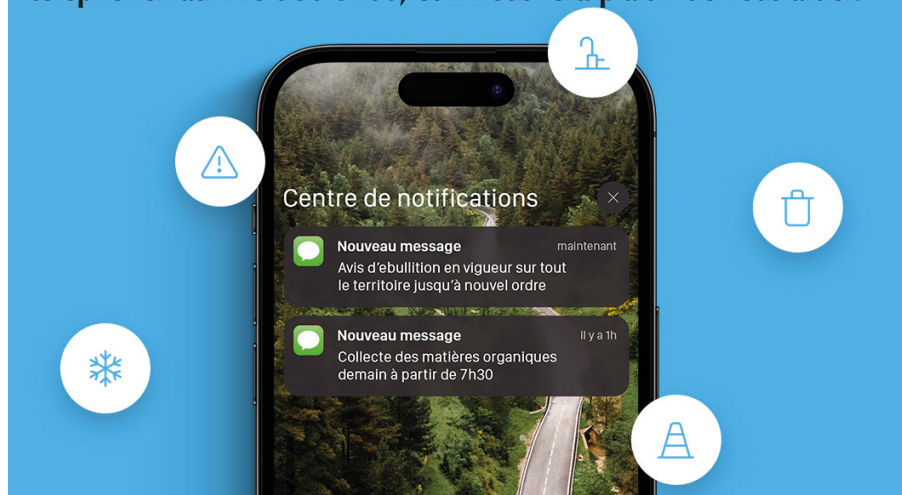 Centre de notifications
Nouveau message maintenant
Avis d'ebullition en vigueur sur tout
le territoire jusqu'à nouvel ordre
Nouveau message Il y a 1h
Collecte des matières organiques
demain à partir de 7h30